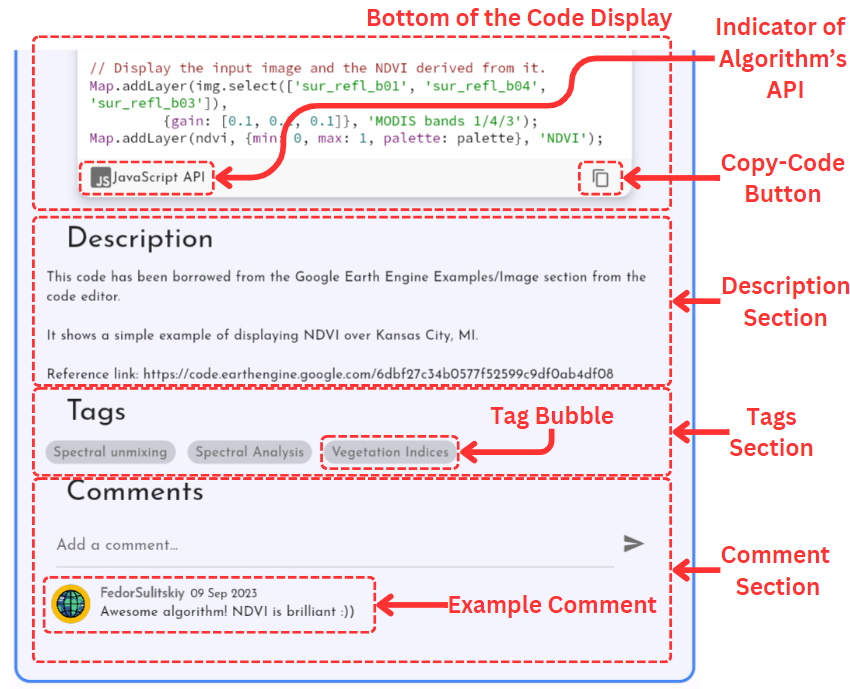 Bottom of the Code Display
Indicator of
Algorithm's
API
// Display the input image and the NDVI derived from it.
Map.addLayer(img.select(['sur_refl_b01', 'sur_refl_b04',
'sur_refl_b03']),
{gain: [0.1, 0.1, 0.1]}, 'MODIS bands 1/4/3');
Map.addLayer(ndvi, {min: 0, max: 1, palette: palette}, 'NDVI');
JS JavaScript API
Copy-Code
Button
Description
This code has been borrowed from the Google Earth Engine Examples/Image section from the
code editor.
It shows a simple example of displaying NDVI over Kansas City, MI.
Reference link: https://code.earthengine.google.com/6dbf27c34b0577f52599c9df0ab4df08
Description
Section
Tags
Spectral unmixing
Spectral Analysis
Vegetation Indices
Tag Bubble
Tags
Section
Comments
Add a comment...
FedorSulitskiy 09 Sep 2023
Awesome algorithm! NDVI is brilliant :))
Example Comment
Comment
Section